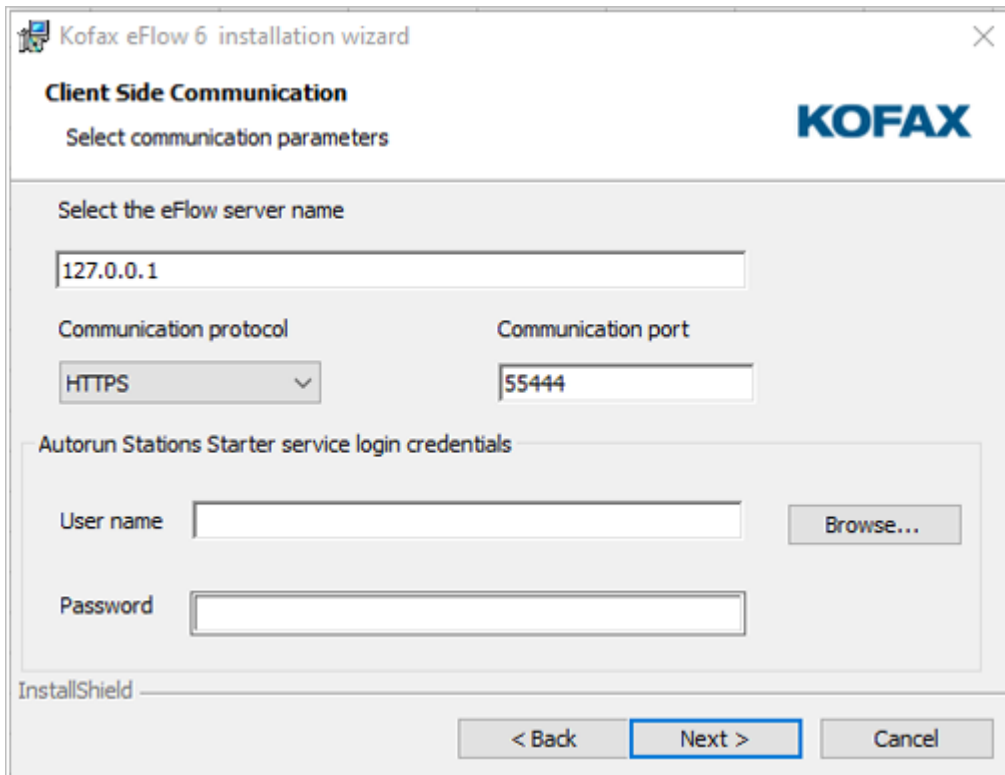 Kofax eFlow 6 installation wizard
Client Side Communication
Select communication parameters
KOFAX
Select the eFlow server name
127.0.0.1
Communication protocol
Communication port
HTTPS
55444
Autorun Stations Starter service login credentials
User name
Browse...
Password
InstallShield
< Back
Next >
Cancel